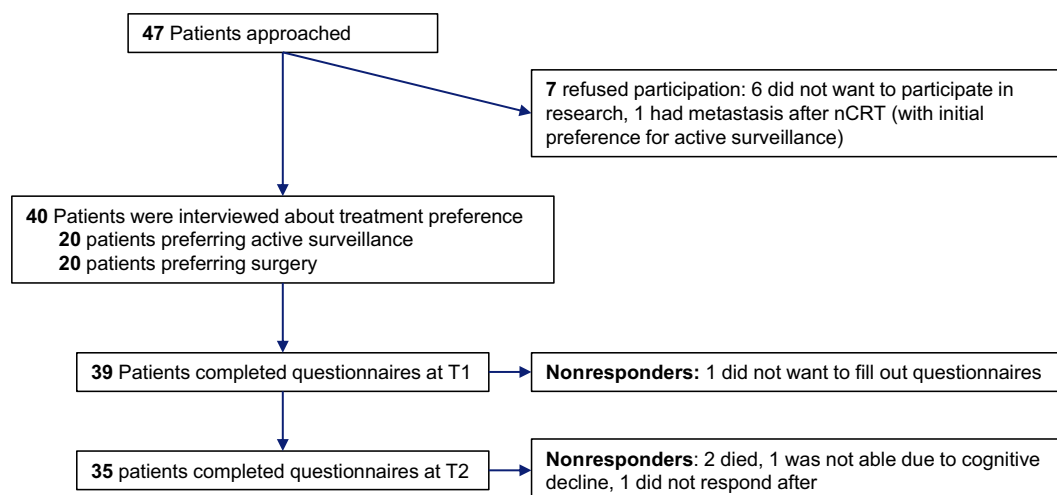 47 Patients approached
7 refused participation: 6 did not want to participate in
research, 1 had metastasis after nCRT (with initial
preference for active surveillance)
40 Patients were interviewed about treatment preference
20 patients preferring active surveillance
20 patients preferring surgery
39 Patients completed questionnaires at T1
Nonresponders: 1 did not want to fill out questionnaires
35 patients completed questionnaires at T2
Nonresponders: 2 died, 1 was not able due to cognitive
decline, 1 did not respond after